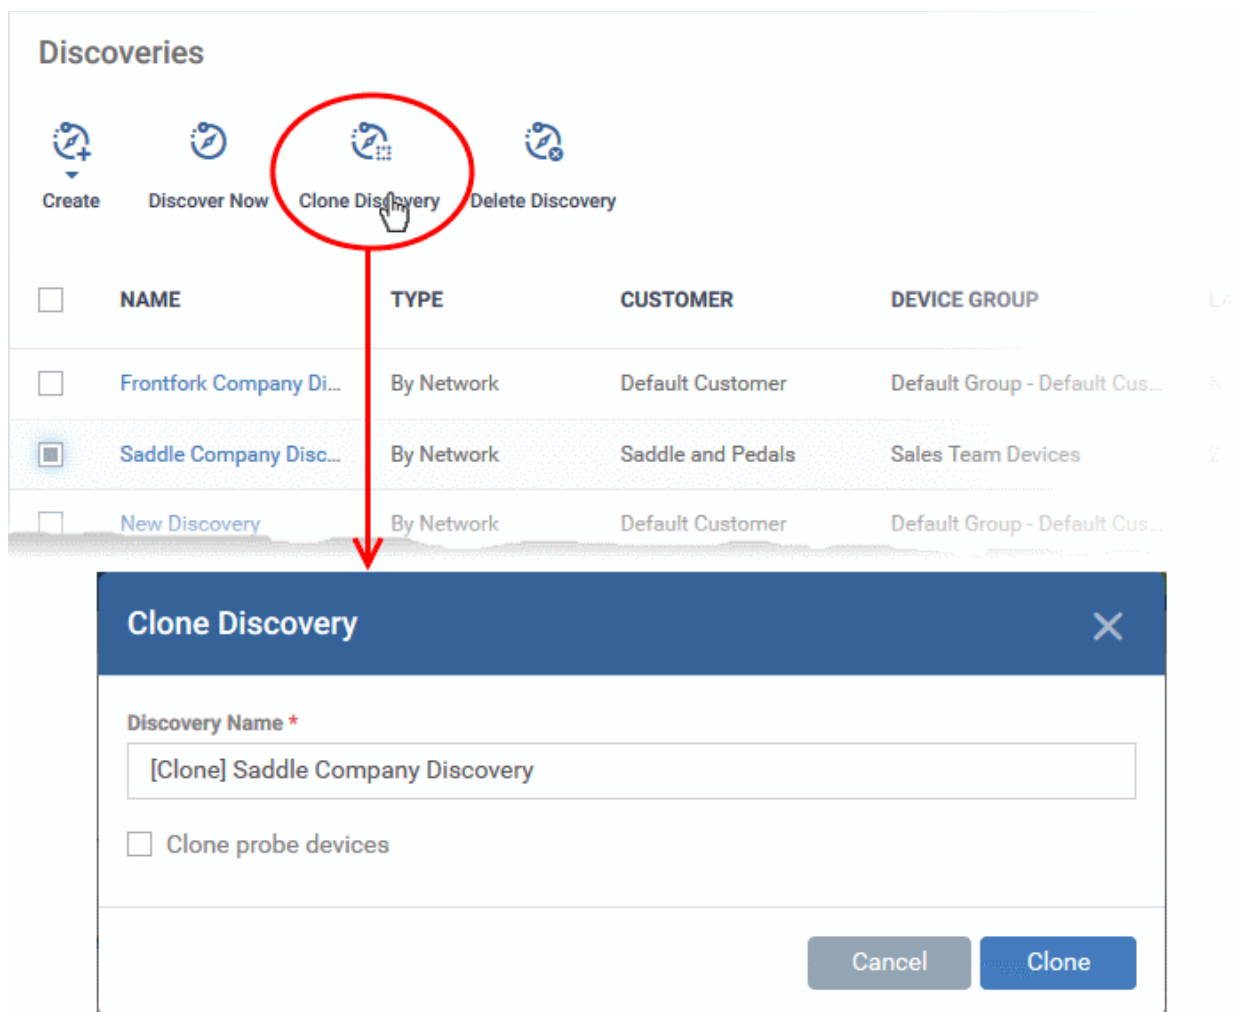 Discoveries
Create Discover Now Clone Discovery Delete Discovery
NAME TYPE CUSTOMER DEVICE GROUP
Frontfork Company Di... By Network Default Customer Default Group - Default Cus...
Saddle Company Disc... By Network Saddle and Pedals Sales Team Devices
New Discovery By Network Default Customer Default Group - Default Cus...
Clone Discovery
Discovery Name *
[Clone] Saddle Company Discovery
Clone probe devices
Cancel Clone